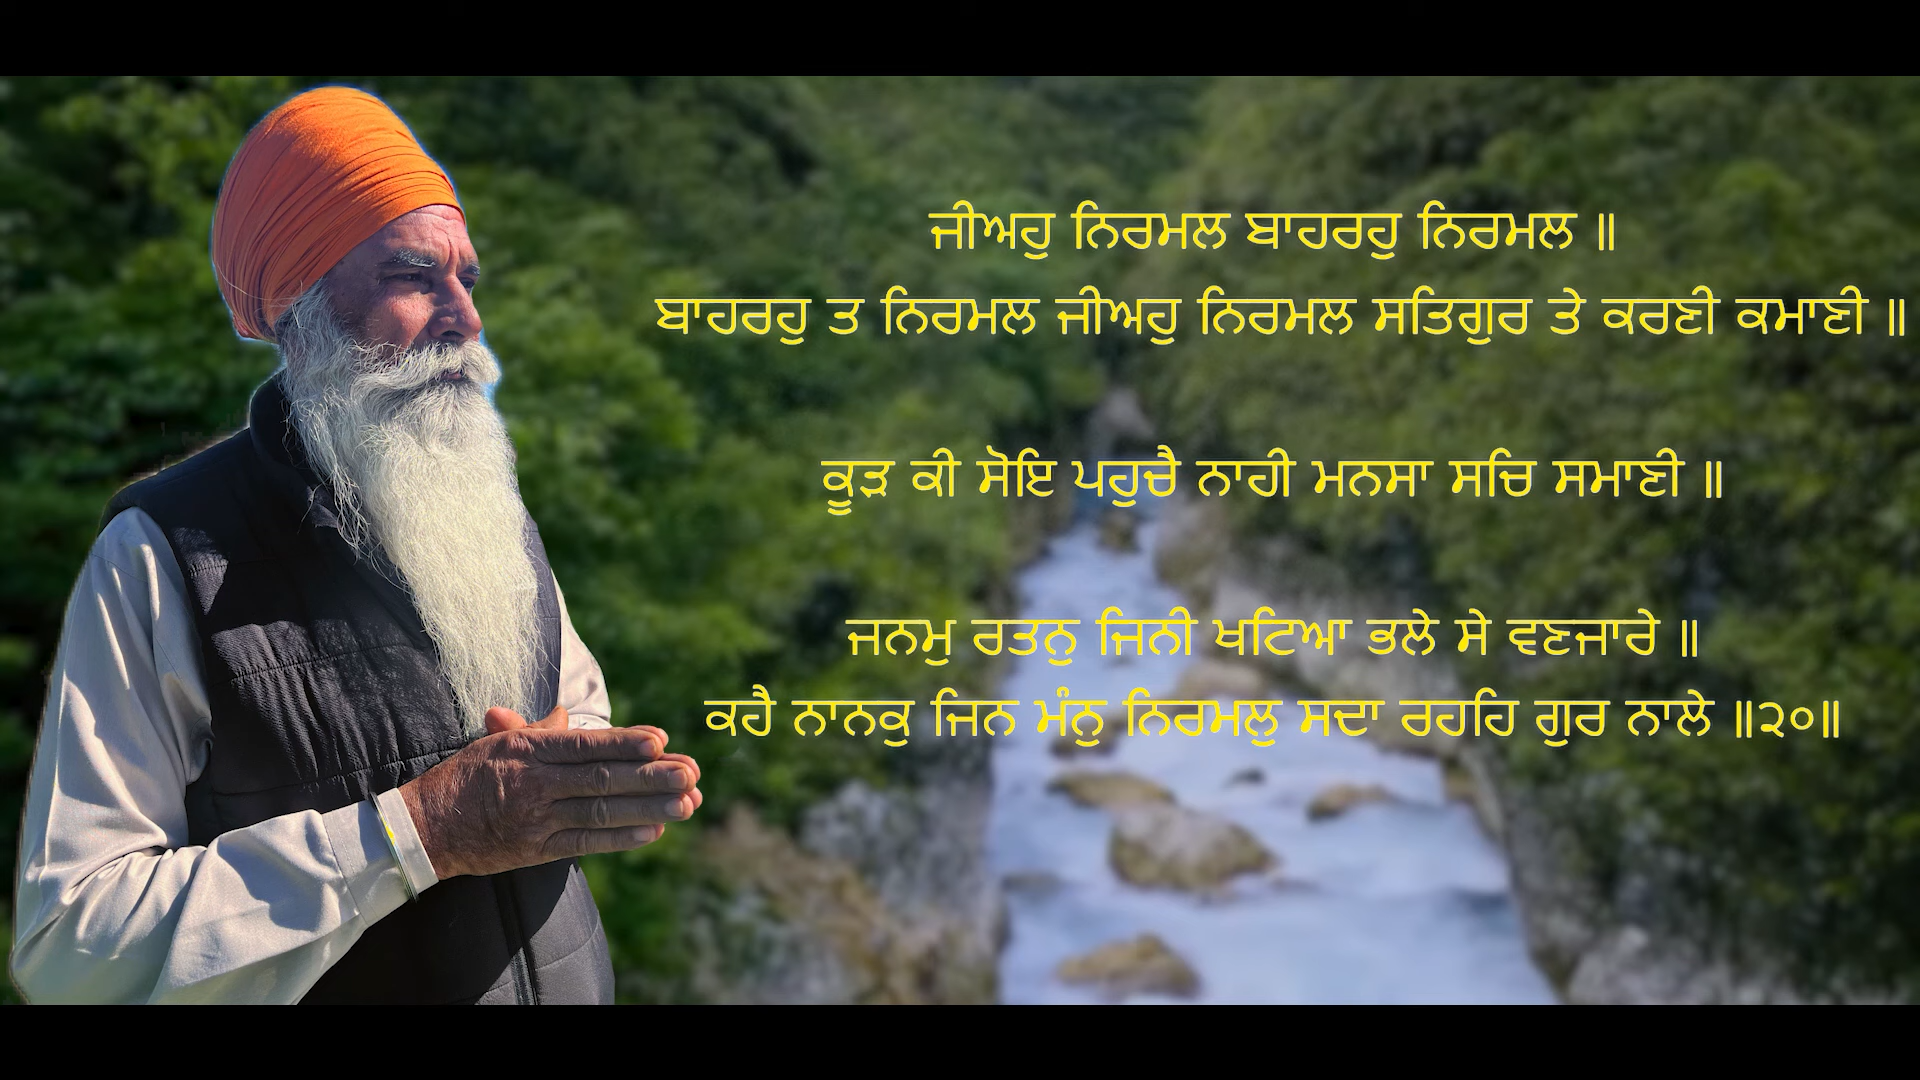 ਜੀਅਹੁ ਨਿਰਮਲ ਬਾਹਰਹੁ ਨਿਰਮਲ ॥
ਬਾਹਰਹੁ ਤ ਨਿਰਮਲ ਜੀਅਹੁ ਨਿਰਮਲ ਸਤਿਗੁਰ ਤੇ ਕਰਣੀ ਕਮਾਣੀ ॥
ਕੂੜ ਕੀ ਸੋਇ ਪਹੁਚੈ ਨਾਹੀ ਮਨਸਾ ਸਚਿ ਸਮਾਣੀ ॥
ਜਨਮੁ ਰਤਨੁ ਜਿਨੀ ਖਟਿਆ ਭਲੇ ਸੇ ਵਣਜਾਰੇ ॥
ਕਹੈ ਨਾਨਕੁ ਜਿਨ ਮੰਨੁ ਨਿਰਮਲੁ ਸਦਾ ਰਹਹਿ ਗੁਰ ਨਾਲੇ ॥੨੦॥